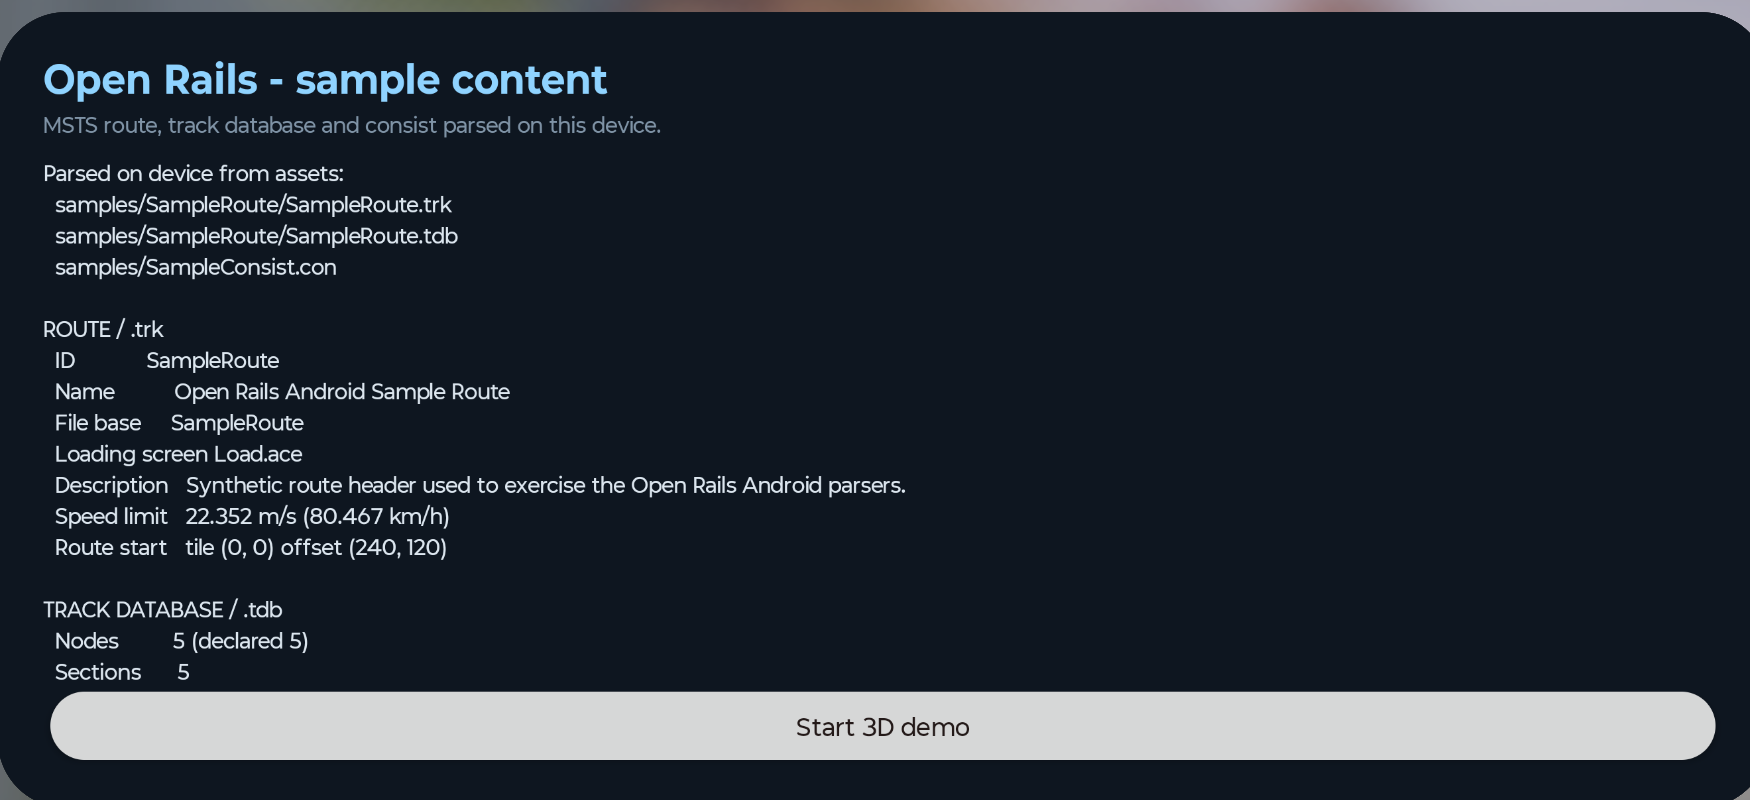 Open Rails - sample content
MSTS route, track database and consist parsed on this device.
Parsed on device from assets:
samples/SampleRoute/SampleRoute.trk
samples/SampleRoute/SampleRoute.tdb
samples/SampleConsist.con
ROUTE / .trk
ID SampleRoute
Name Open Rails Android Sample Route
File base SampleRoute
Loading screen Load.ace
Description Synthetic route header used to exercise the Open Rails Android parsers.
Speed limit 22.352 m/s (80.467 km/h)
Route start tile (0, 0) offset (240, 120)
TRACK DATABASE / .tdb
Nodes 5 (declared 5)
Sections 5
Start 3D demo